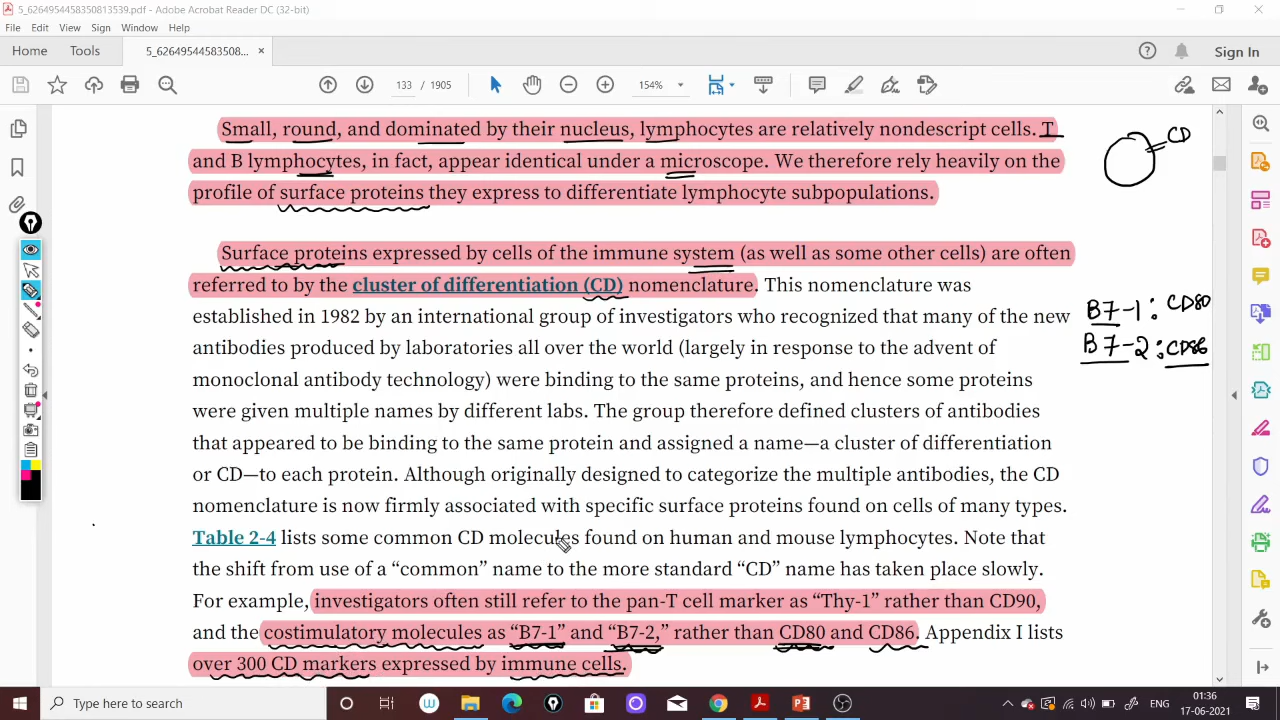 5_6264954458350813539.pdf - Adobe Acrobat Reader DC (32-bit)
File Edit View Sign Window Help
Home Tools 5_62649544583508... × Sign In
133 / 1905 154%
Small, round, and dominated by their nucleus, lymphocytes are relatively nondescript cells. T
and B lymphocytes, in fact, appear identical under a microscope. We therefore rely heavily on the
profile of surface proteins they express to differentiate lymphocyte subpopulations.
CD
Surface proteins expressed by cells of the immune system (as well as some other cells) are often
referred to by the cluster of differentiation (CD) nomenclature. This nomenclature was
established in 1982 by an international group of investigators who recognized that many of the new
antibodies produced by laboratories all over the world (largely in response to the advent of
monoclonal antibody technology) were binding to the same proteins, and hence some proteins
were given multiple names by different labs. The group therefore defined clusters of antibodies
that appeared to be binding to the same protein and assigned a name—a cluster of differentiation
or CD—to each protein. Although originally designed to categorize the multiple antibodies, the CD
nomenclature is now firmly associated with specific surface proteins found on cells of many types.
Table 2-4 lists some common CD molecules found on human and mouse lymphocytes. Note that
the shift from use of a “common” name to the more standard “CD” name has taken place slowly.
For example, investigators often still refer to the pan-T cell marker as “Thy-1” rather than CD90,
and the costimulatory molecules as “B7-1” and “B7-2,” rather than CD80 and CD86. Appendix I lists
over 300 CD markers expressed by immune cells.
B7-1: CD80
B7-2: CD86
Type here to search
ENG
01:36
17-06-2021